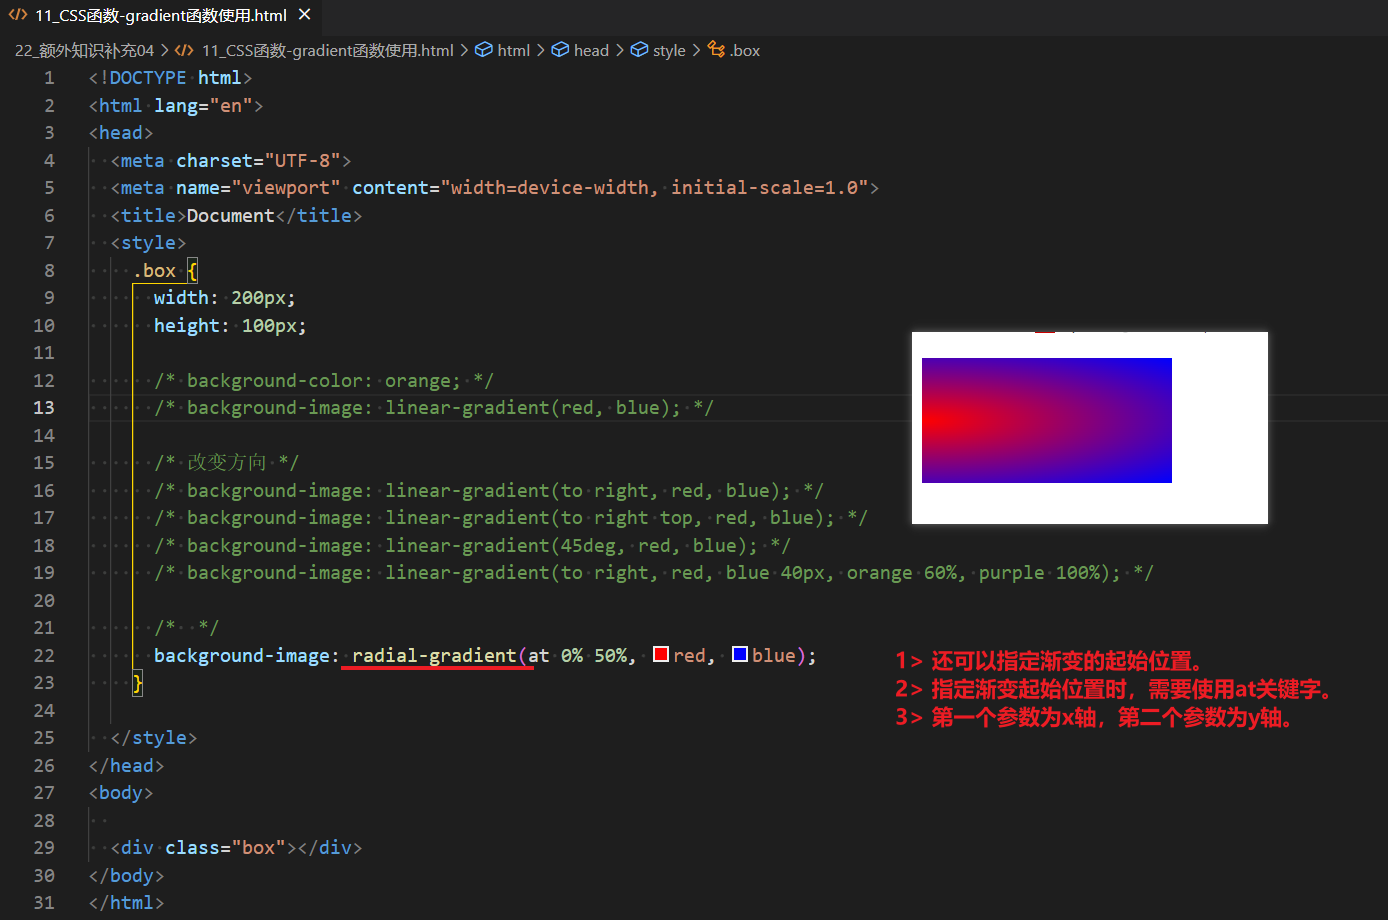 11_CSS函数-gradient函数使用.html
22_额外知识补充04 > 11_CSS函数-gradient函数使用.html > html > head > style > .box
1 <!DOCTYPE html>
2 <html lang="en">
3 <head>
4 <meta charset="UTF-8">
5 <meta name="viewport" content="width=device-width, initial-scale=1.0">
6 <title>Document</title>
7 <style>
8 .box {
9 width: 200px;
10 height: 100px;
11
12 /* background-color: orange; */
13 /* background-image: linear-gradient(red, blue); */
14
15 /* 改变方向 */
16 /* background-image: linear-gradient(to right, red, blue); */
17 /* background-image: linear-gradient(to right top, red, blue); */
18 /* background-image: linear-gradient(45deg, red, blue); */
19 /* background-image: linear-gradient(to right, red, blue 40px, orange 60%, purple 100%); */
20
21 /*  */
22 background-image: radial-gradient(at 0% 50%, red, blue);
23 }
24
25 </style>
26 </head>
27 <body>
28
29 <div class="box"></div>
30 </body>
31 </html>
1> 还可以指定渐变的起始位置。
2> 指定渐变起始位置时，需要使用at关键字。
3> 第一个参数为x轴，第二个参数为y轴。